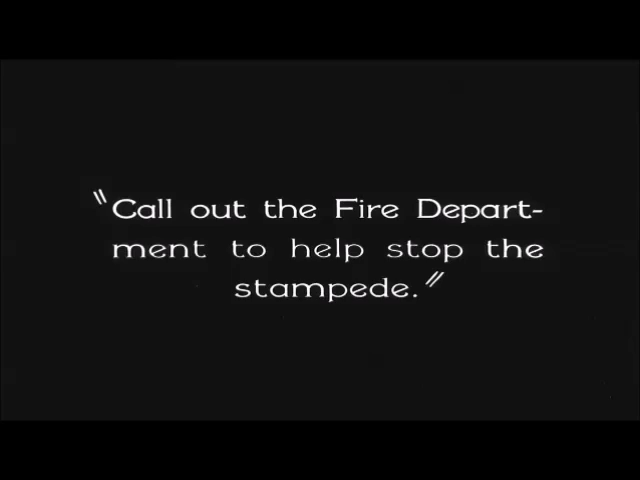 "Call out the Fire Depart-
ment to help stop the
stampede."